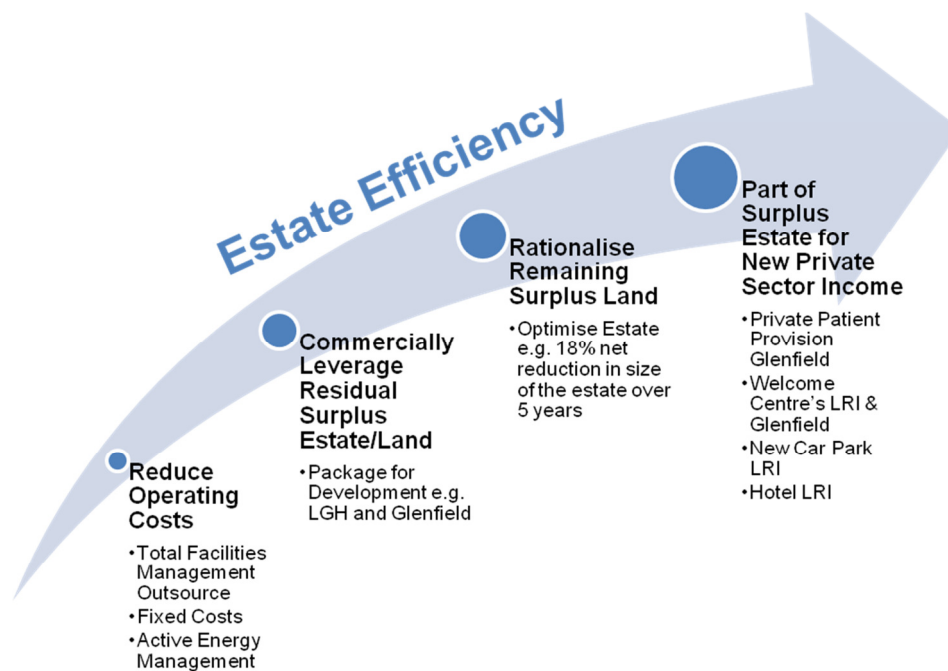 Estate Efficiency
Reduce
Operating
Costs
•Total Facilities
Management
Outsource
•Fixed Costs
•Active Energy
Management
Commercially
Leverage
Residual
Surplus
Estate/Land
•Package for
Development e.g.
LGH and Glenfield
Rationalise
Remaining
Surplus Land
•Optimise Estate
e.g. 18% net
reduction in size
of the estate over
5 years
Part of
Surplus
Estate for
New Private
Sector Income
•Private Patient
Provision
Glenfield
•Welcome
Centre's LRI &
Glenfield
•New Car Park
LRI
•Hotel LRI